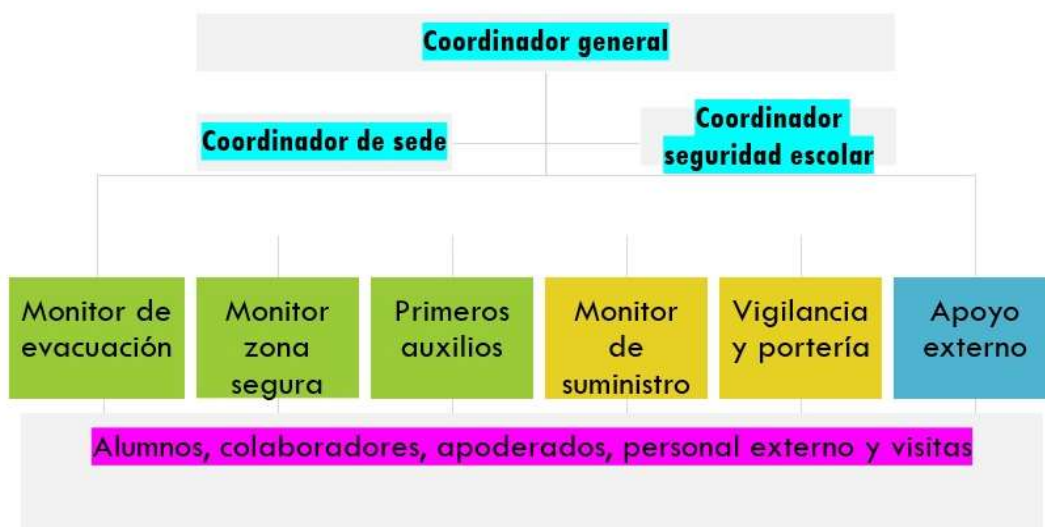 Coordinador general
Coordinador de sede
Coordinador
seguridad escolar
Monitor de
evacuación
Monitor
zona
segura
Primeros
auxilios
Monitor
de
suministro
Vigilancia
y portería
Apoyo
externo
Alumnos, colaboradores, apoderados, personal externo y visitas